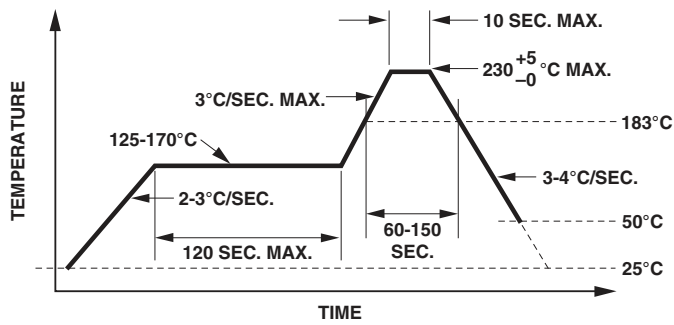 10 SEC. MAX.
230 +5 –0 °C MAX.
3°C/SEC. MAX.
183°C
125-170°C
TEMPERATURE
2-3°C/SEC.
3-4°C/SEC.
60-150
SEC.
120 SEC. MAX.
50°C
25°C
TIME